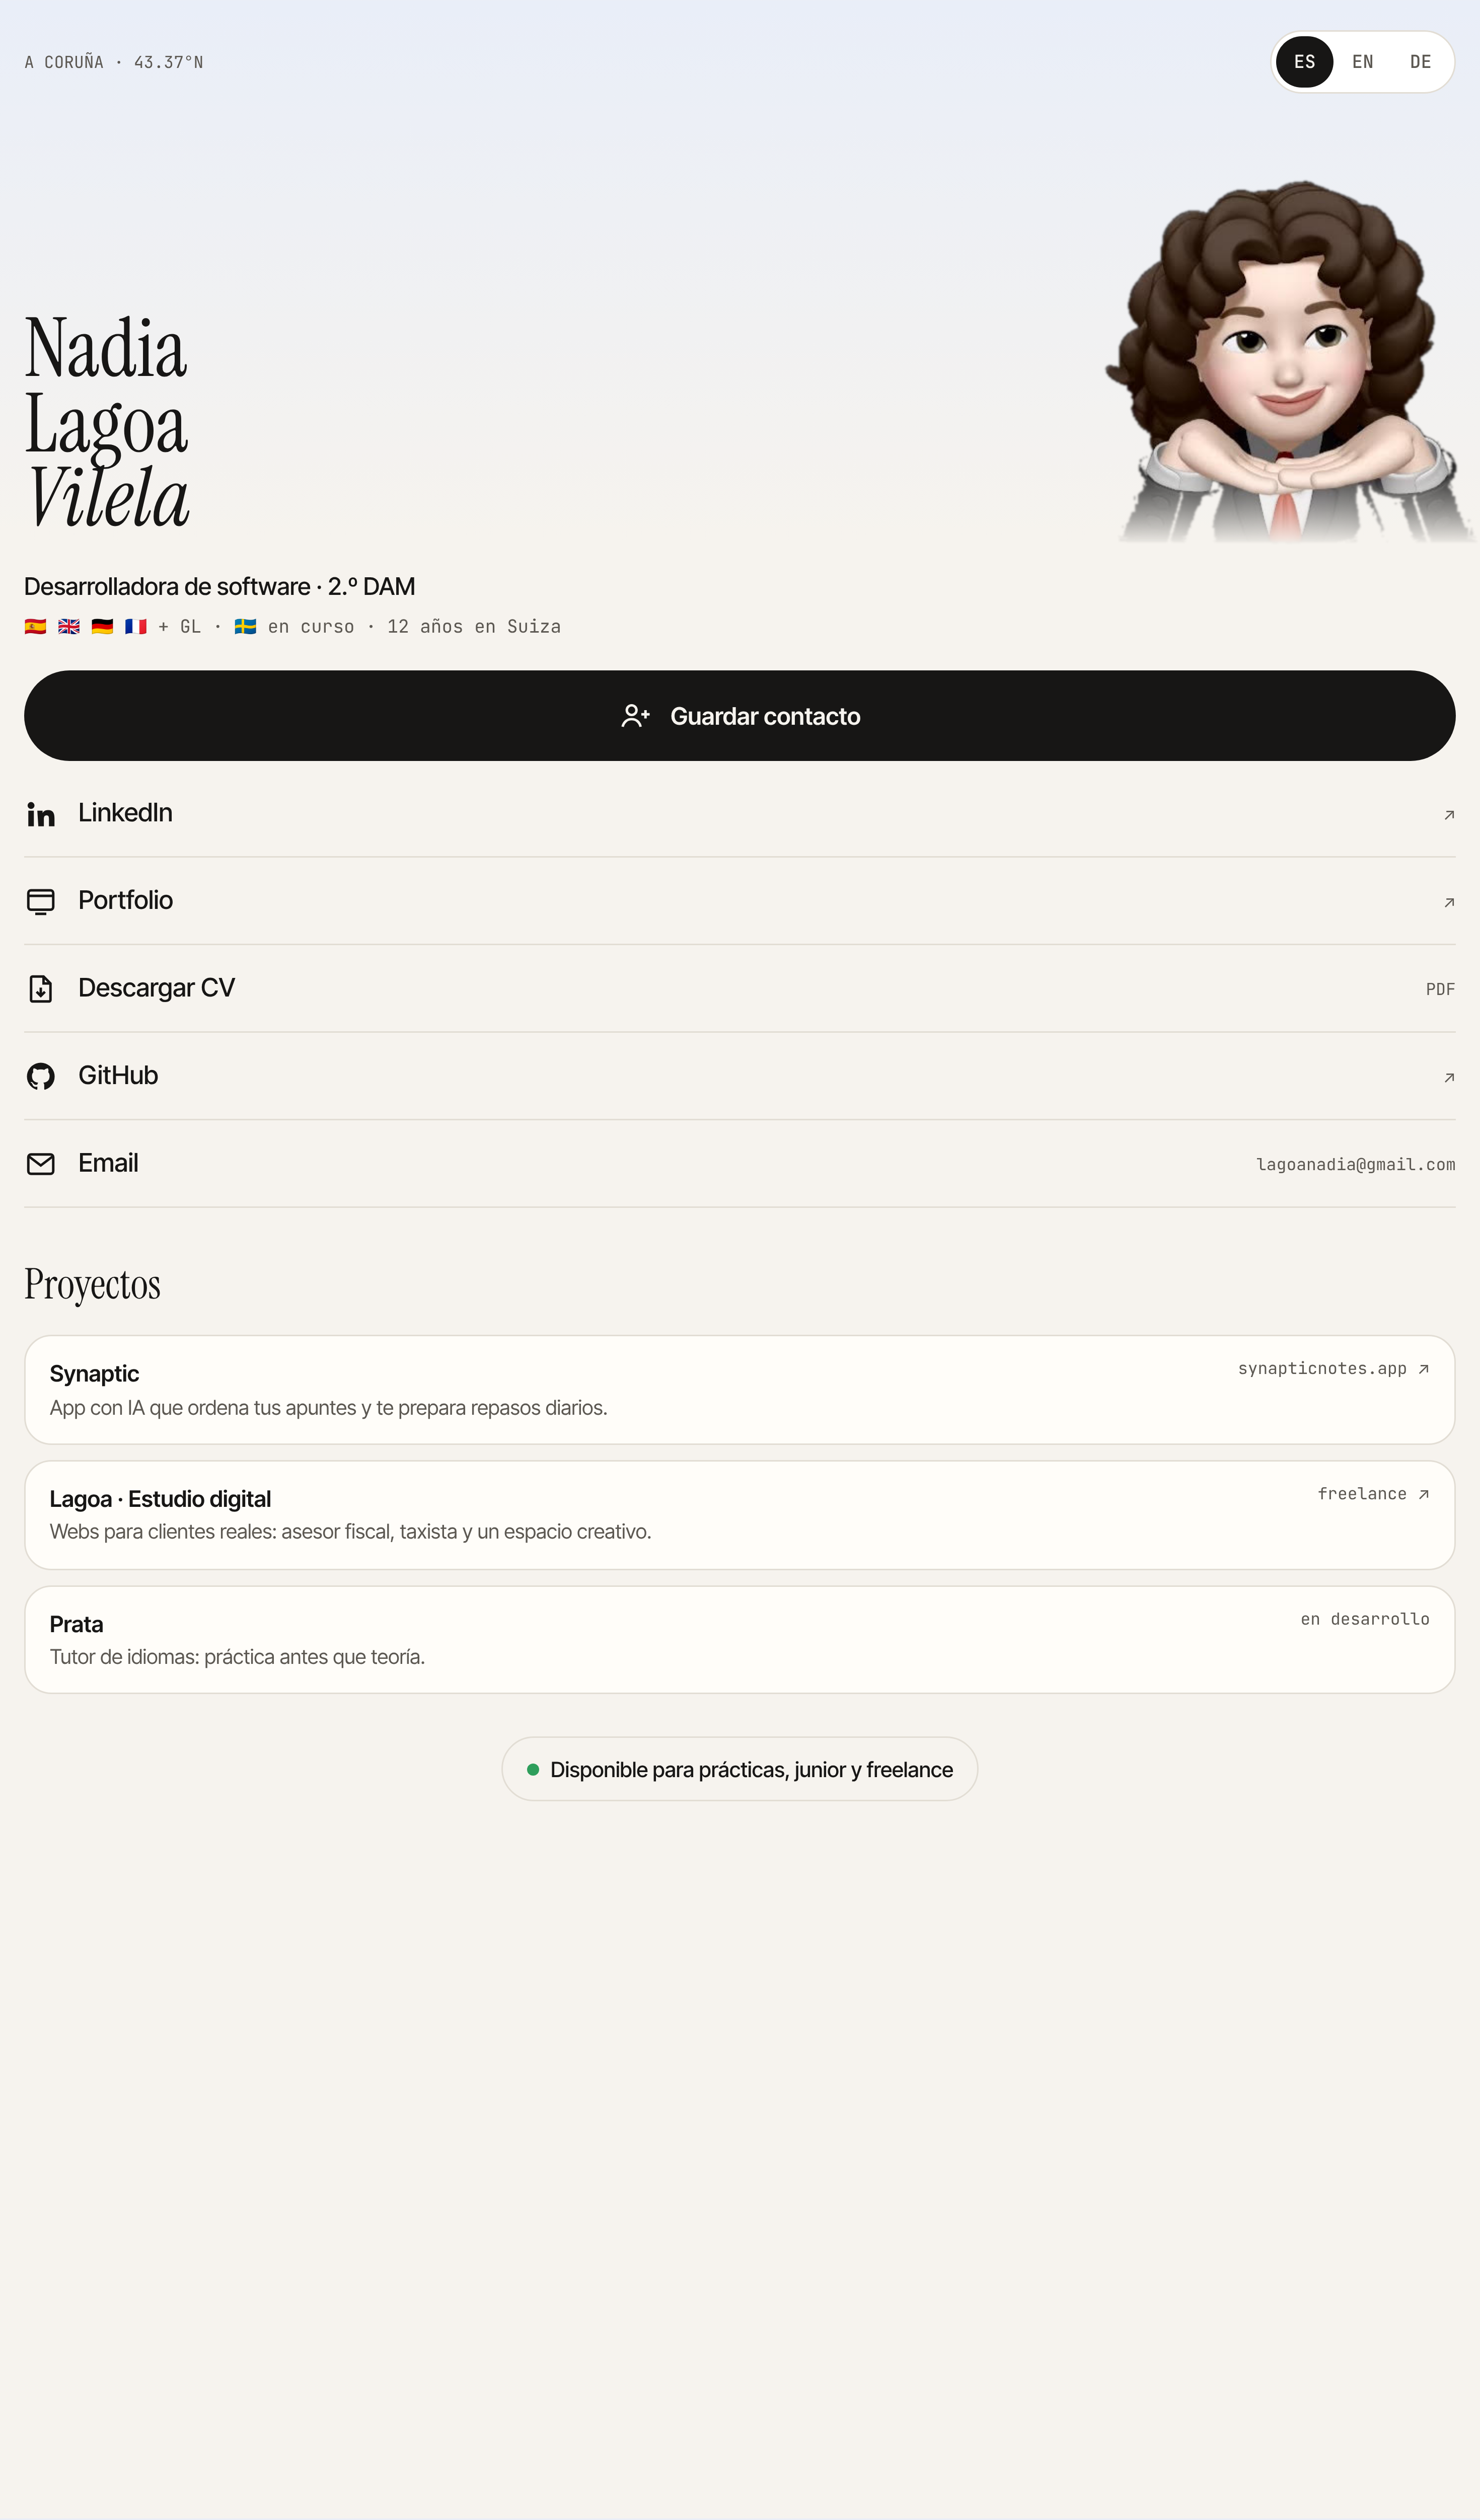 A CORUÑA · 43.37°N
ES EN DE
Nadia
Lagoa
Vilela
Desarrolladora de software · 2.º DAM
🇪🇸 🇬🇧 🇩🇪 🇫🇷 + GL · 🇸🇪 en curso · 12 años en Suiza
Guardar contacto
LinkedIn ↗
Portfolio ↗
Descargar CV PDF
GitHub ↗
Email lagoanadia@gmail.com
Proyectos
Synaptic synapticnotes.app ↗
App con IA que ordena tus apuntes y te prepara repasos diarios.
Lagoa · Estudio digital freelance ↗
Webs para clientes reales: asesor fiscal, taxista y un espacio creativo.
Prata en desarrollo
Tutor de idiomas: práctica antes que teoría.
Disponible para prácticas, junior y freelance